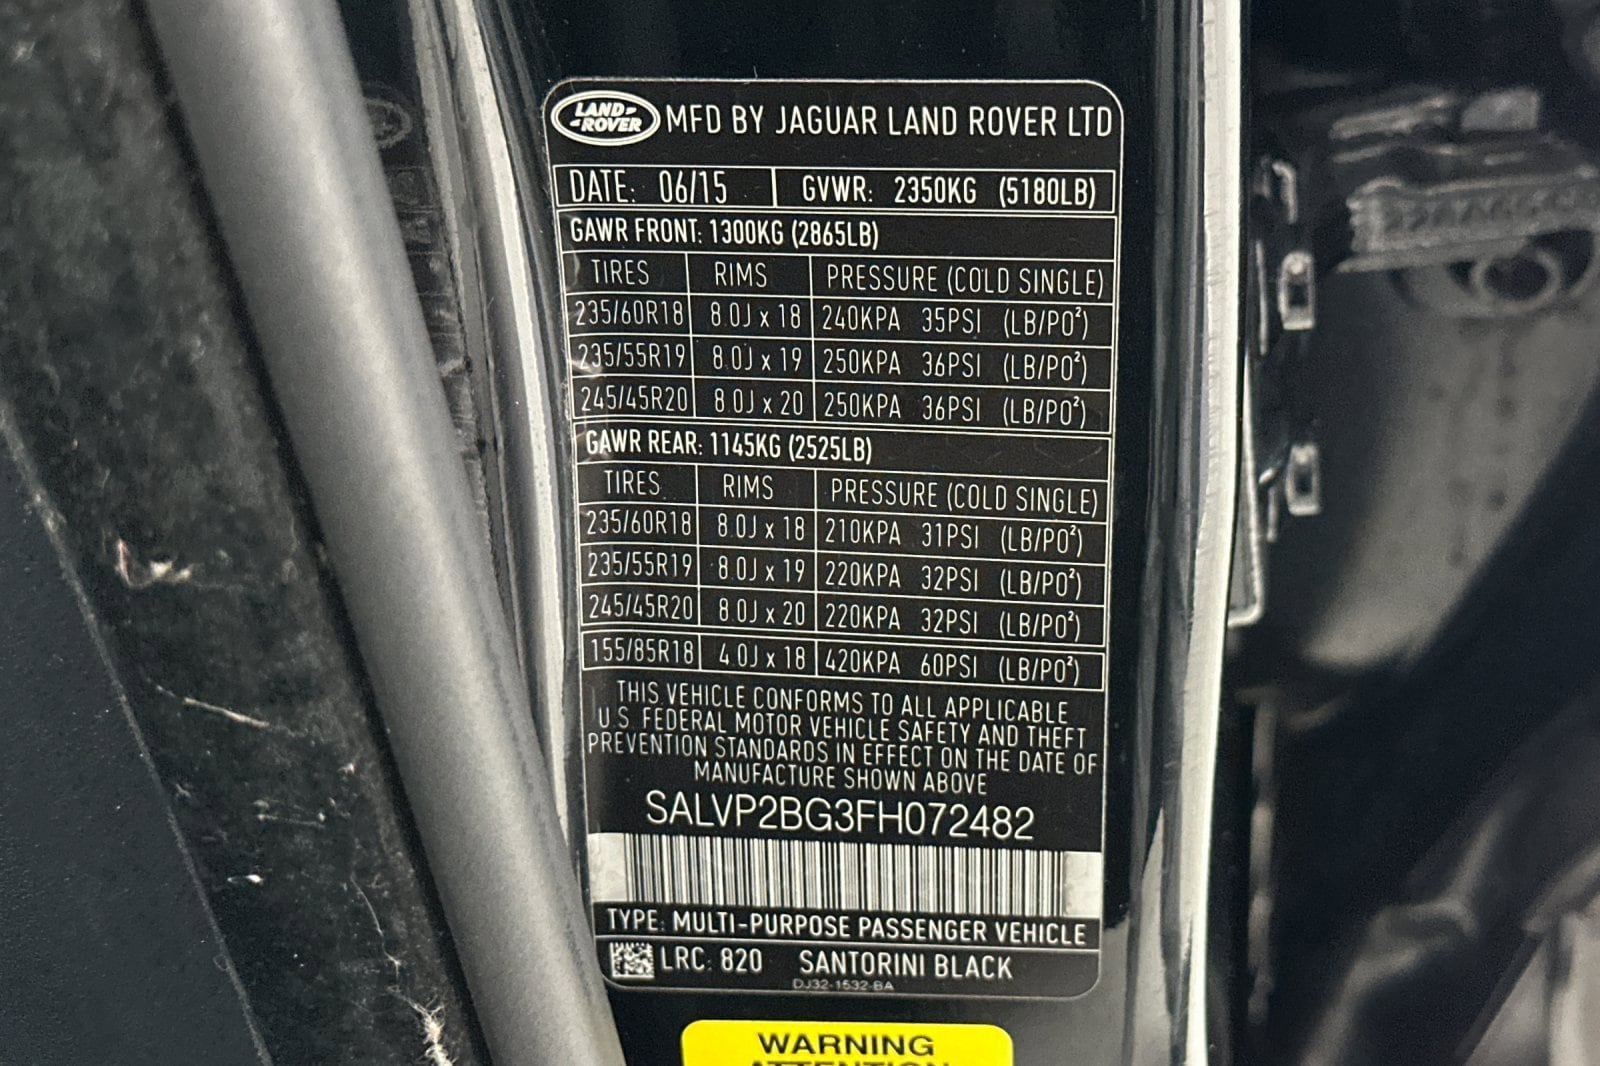 LAND ROVER MFD BY JAGUAR LAND ROVER LTD
DATE: 06/15 GVWR: 2350KG (5180LB)
GAWR FRONT: 1300KG (2865LB)
TIRES RIMS PRESSURE (COLD SINGLE)
235/60R18 8.0J x 18 240KPA 35PSI (LB/PO²)
235/55R19 8.0J x 19 250KPA 36PSI (LB/PO²)
245/45R20 8.0J x 20 250KPA 36PSI (LB/PO²)
GAWR REAR: 1145KG (2525LB)
TIRES RIMS PRESSURE (COLD SINGLE)
235/60R18 8.0J x 18 210KPA 31PSI (LB/PO²)
235/55R19 8.0J x 19 220KPA 32PSI (LB/PO²)
245/45R20 8.0J x 20 220KPA 32PSI (LB/PO²)
155/85R18 4.0J x 18 420KPA 60PSI (LB/PO²)
THIS VEHICLE CONFORMS TO ALL APPLICABLE
U.S. FEDERAL MOTOR VEHICLE SAFETY AND THEFT
PREVENTION STANDARDS IN EFFECT ON THE DATE OF
MANUFACTURE SHOWN ABOVE
SALVP2BG3FH072482
TYPE: MULTI-PURPOSE PASSENGER VEHICLE
LRC: 820 SANTORINI BLACK
DJ32-1532-BA
WARNING
ATTENTION